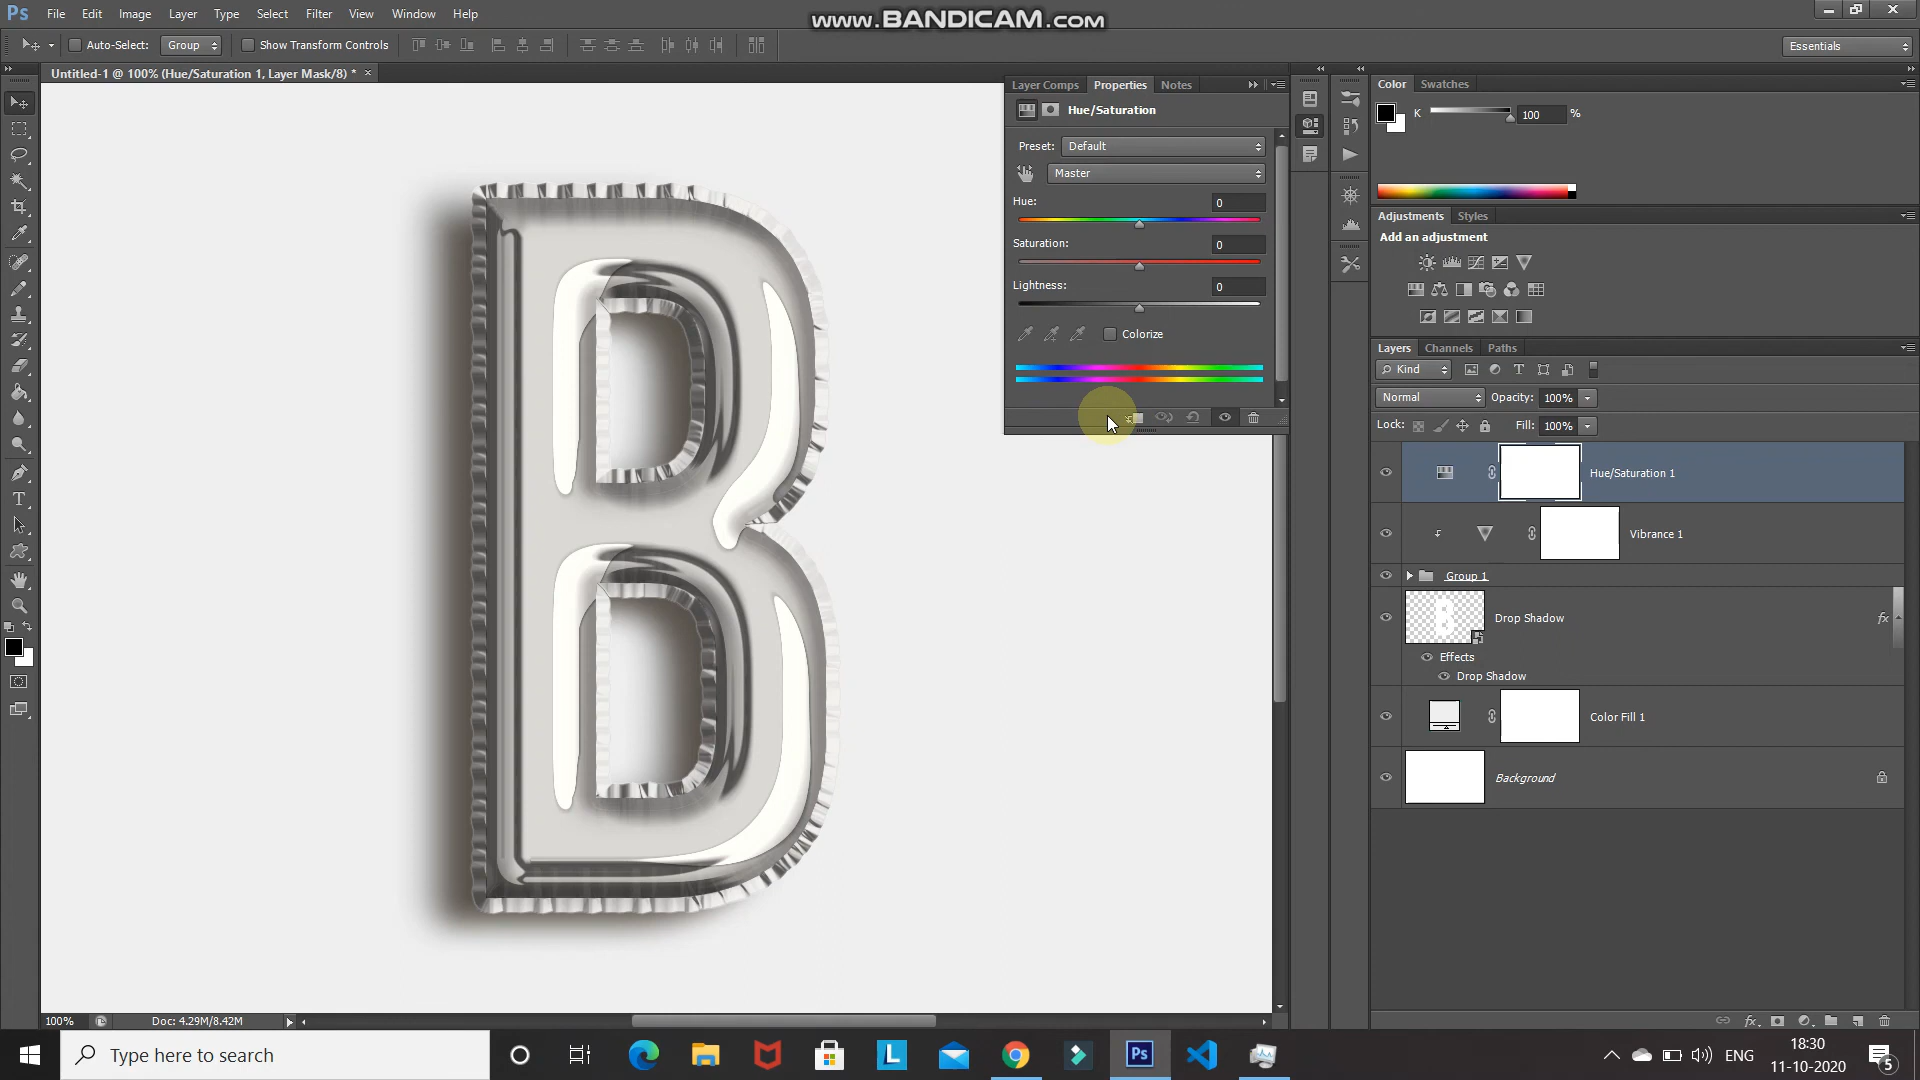 www.BANDICAM.com
Ps File Edit Image Layer Type Select Filter View Window Help
Auto-Select: Group Show Transform Controls Essentials
Untitled-1 @ 100% (Hue/Saturation 1, Layer Mask/8) * ×
Layer Comps Properties Notes
Hue/Saturation
Preset: Default
Master
Hue: 0
Saturation: 0
Lightness: 0
Colorize
Color Swatches
K 100 %
Adjustments Styles
Add an adjustment
Layers Channels Paths
Kind
Normal Opacity: 100%
Lock: Fill: 100%
Hue/Saturation 1
Vibrance 1
Group 1
Drop Shadow fx
Effects
Drop Shadow
Color Fill 1
Background
B
100% Doc: 4.29M/8.42M
Type here to search
L
Ps
ENG
18:30
11-10-2020
5